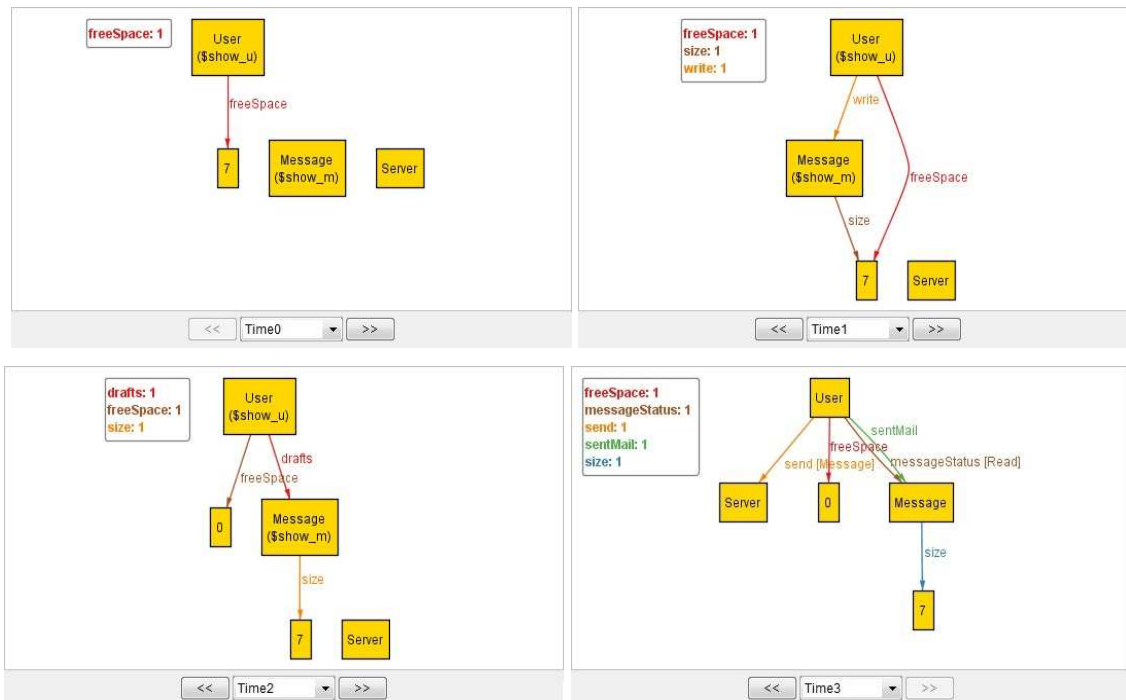 freeSpace: 1
User
($show_u)
freeSpace
7
Message
($show_m)
Server
<<
Time0
>>
freeSpace: 1
size: 1
write: 1
User
($show_u)
write
Message
($show_m)
freeSpace
size
7
Server
<<
Time1
>>
drafts: 1
freeSpace: 1
size: 1
User
($show_u)
drafts
freeSpace
0
Message
($show_m)
size
7
Server
<<
Time2
>>
freeSpace: 1
messageStatus: 1
send: 1
sentMail: 1
size: 1
User
sentMail
freeSpace
send [Message]
messageStatus [Read]
Server
0
Message
size
7
<<
Time3
>>